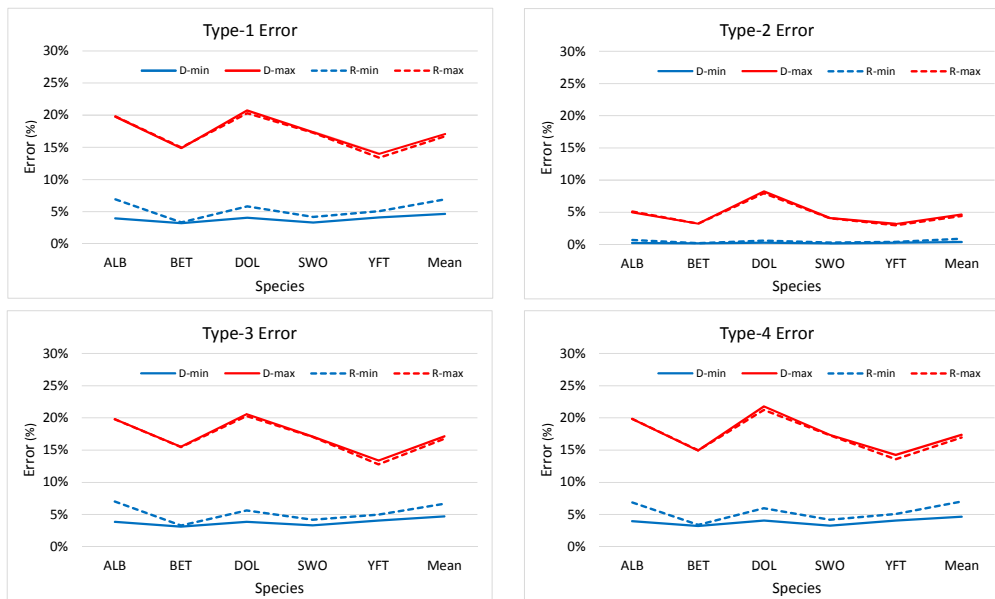 Type-1 Error
30%
25%
20%
15%
10%
5%
0%
Error (%)
D-min D-max R-min R-max
ALB BET DOL SWO YFT Mean
Species
Type-2 Error
30%
25%
20%
15%
10%
5%
0%
Error (%)
D-min D-max R-min R-max
ALB BET DOL SWO YFT Mean
Species
Type-3 Error
30%
25%
20%
15%
10%
5%
0%
Error (%)
D-min D-max R-min R-max
ALB BET DOL SWO YFT Mean
Species
Type-4 Error
30%
25%
20%
15%
10%
5%
0%
Error (%)
D-min D-max R-min R-max
ALB BET DOL SWO YFT Mean
Species